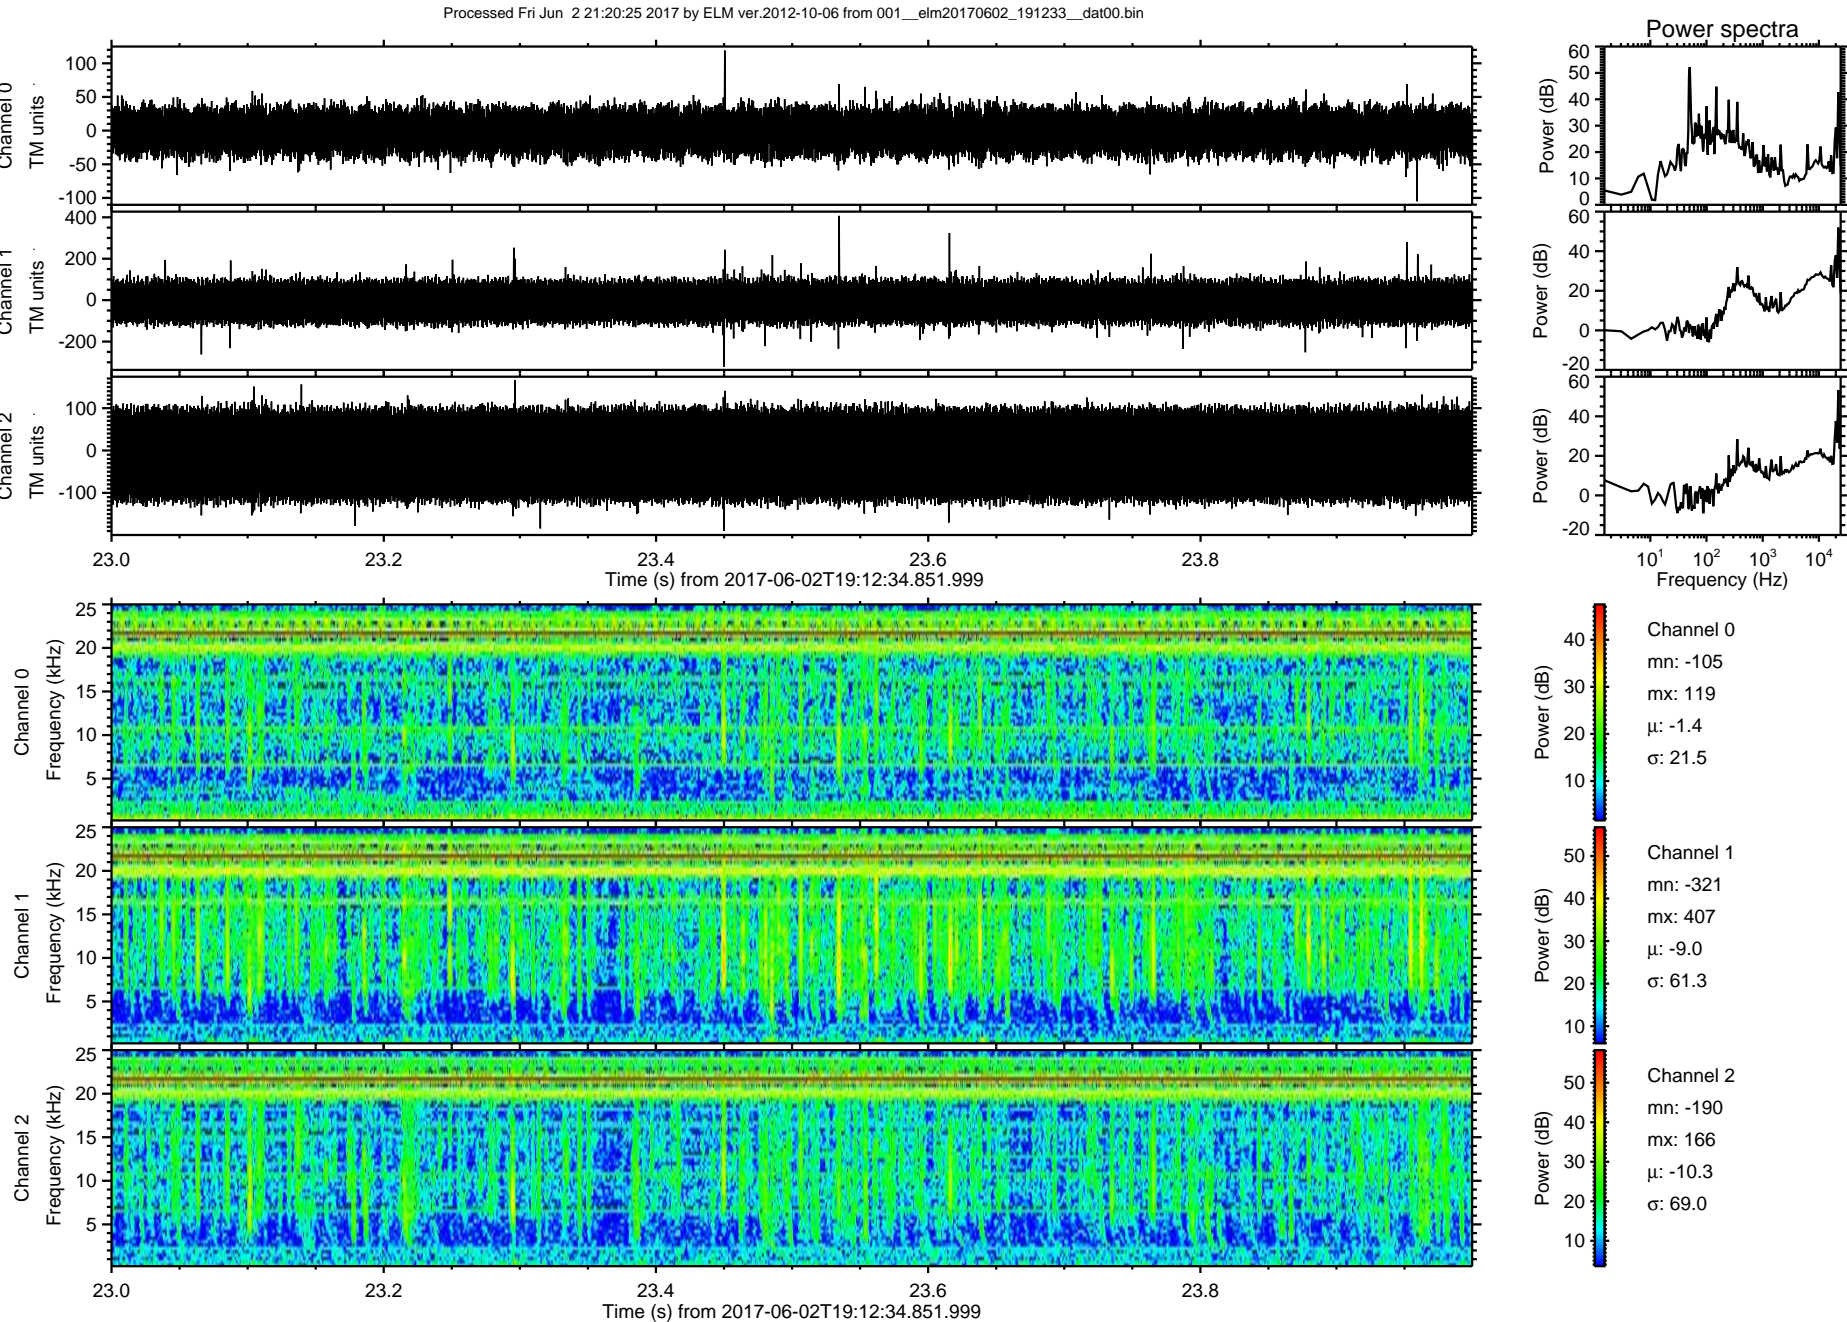 Processed Fri Jun  2 21:20:25 2017 by ELM ver.2012-10-06 from 001__elm20170602_191233__dat00.bin
Power spectra
Channel 0
TM units
100
50
0
-50
-100
Power (dB)
60
50
40
30
20
10
0
Channel 1
TM units
400
200
0
-200
Power (dB)
60
40
20
0
-20
Channel 2
TM units
100
0
-100
Power (dB)
60
40
20
0
-20
23.0 23.2 23.4 23.6 23.8
Time (s) from 2017-06-02T19:12:34.851.999
10¹ 10² 10³ 10⁴
Frequency (Hz)
Channel 0
Frequency (kHz)
25
20
15
10
5
Power (dB)
40
30
20
10
Channel 0
mn: -105
mx: 119
μ: -1.4
σ: 21.5
Channel 1
Frequency (kHz)
25
20
15
10
5
Power (dB)
50
40
30
20
10
Channel 1
mn: -321
mx: 407
μ: -9.0
σ: 61.3
Channel 2
Frequency (kHz)
25
20
15
10
5
Power (dB)
50
40
30
20
10
Channel 2
mn: -190
mx: 166
μ: -10.3
σ: 69.0
23.0 23.2 23.4 23.6 23.8
Time (s) from 2017-06-02T19:12:34.851.999